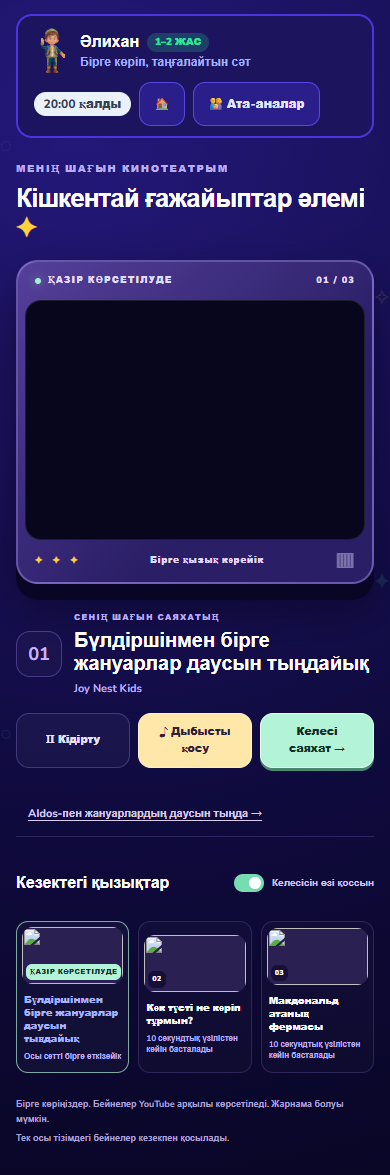 Әлихан 1–2 ЖАС
Бірге көріп, таңғалайтын сәт
20:00 қалды
Ата-аналар
МЕНІҢ ШАҒЫН КИНОТЕАТРЫМ
Кішкентай ғажайыптар әлемі
ҚАЗІР КӨРСЕТІЛУДЕ 01 / 03
Бірге қызық көрейік
СЕНІҢ ШАҒЫН САЯХАТЫҢ
01
Бүлдіршінмен бірге
жануарлар даусын тыңдайық
Joy Nest Kids
II Кідірту
♪ Дыбысты
қосу
Келесі
саяхат →
Aldos-пен жануарлардың даусын тыңда →
Кезектегі қызықтар
Келесісін өзі қоссын
ҚАЗІР КӨРСЕТІЛУДЕ
Бүлдіршінмен
бірге жануарлар
даусын
тыңдайық
Осы сәтті бірге өткізейік
02
Көк түсті не көріп
тұрмын?
10 секундтық үзілістен
кейін басталады
03
Макдональд
атаның
фермасы
10 секундтық үзілістен
кейін басталады
Бірге көріңіздер. Бейнелер YouTube арқылы көрсетіледі. Жарнама болуы
мүмкін.
Тек осы тізімдегі бейнелер кезекпен қосылады.